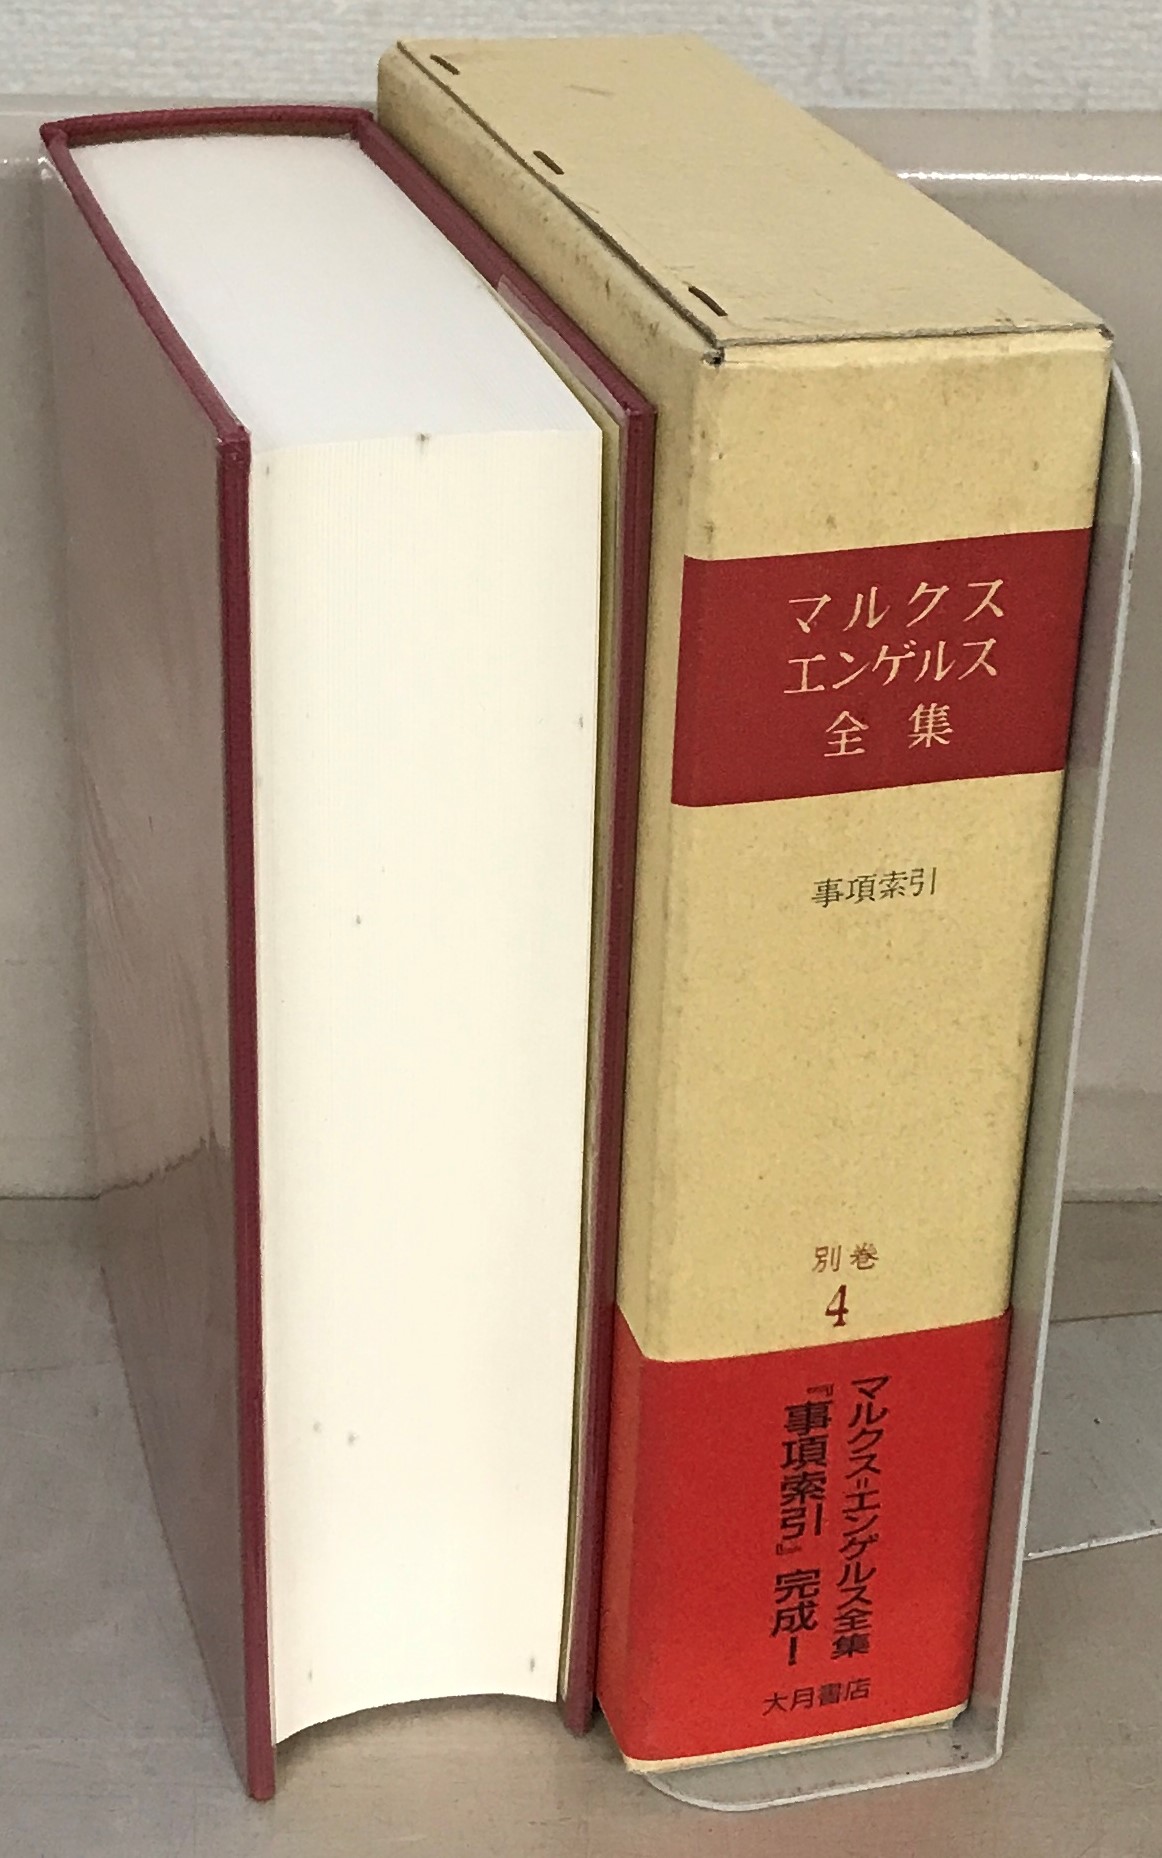 マルクス
エンゲルス
全集
事項索引
別巻
4
マルクス=エンゲルス全集
『事項索引』完成!
大月書店